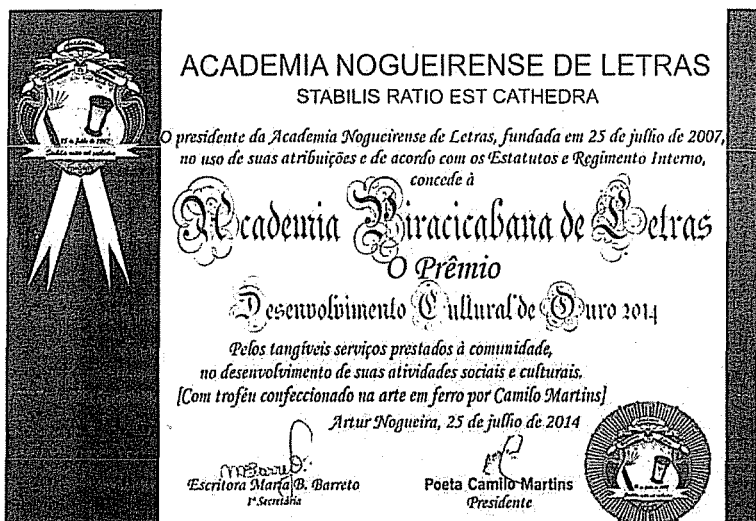 ACADEMIA NOGUEIRENSE DE LETRAS
STABILIS RATIO EST CATHEDRA
O presidente da Academia Nogueirense de Letras, fundada em 25 de julho de 2007,
no uso de suas atribuições e de acordo com os Estatutos e Regimento Interno,
concede à
Academia Piracicabana de Letras
O Prêmio
Desenvolvimento Cultural de Ouro 2014
Pelos tangíveis serviços prestados à comunidade,
no desenvolvimento de suas atividades sociais e culturais.
[Com troféu confeccionado na arte em ferro por Camilo Martins]
Artur Nogueira, 25 de julho de 2014
Escritora Maria B. Barreto
1ª Secretária
Poeta Camilo Martins
Presidente